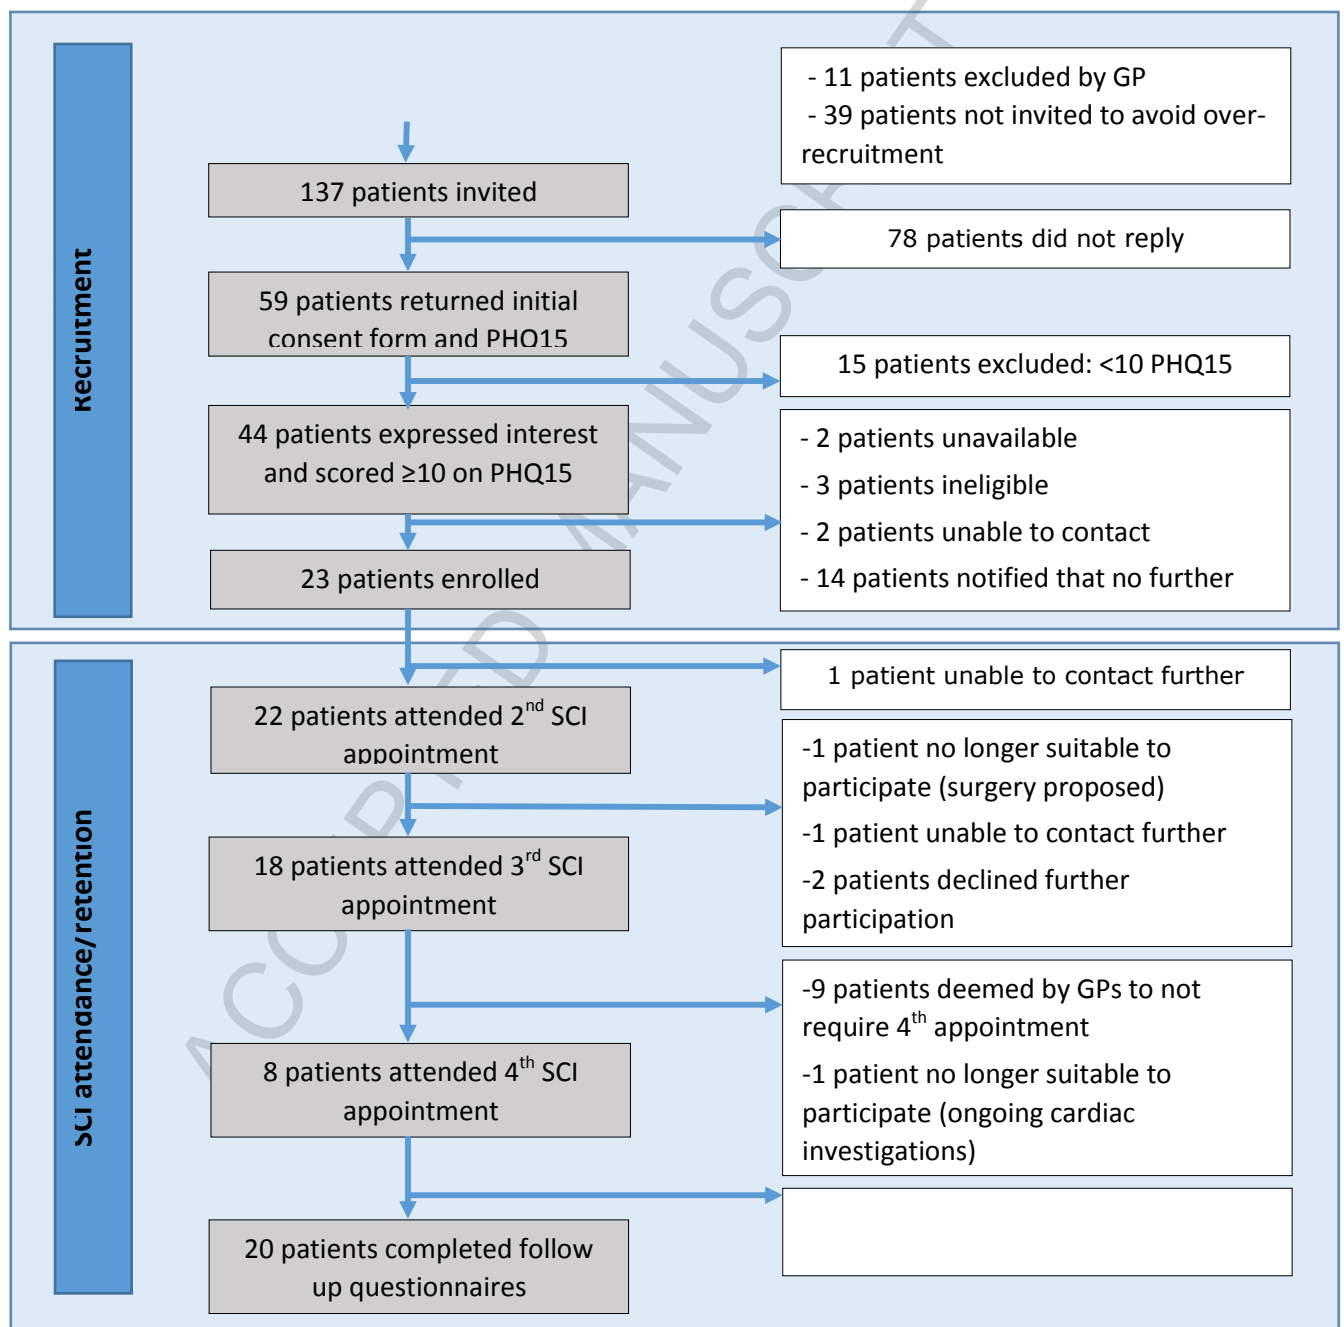 Recruitment
- 11 patients excluded by GP
- 39 patients not invited to avoid over-
recruitment
137 patients invited
78 patients did not reply
59 patients returned initial
consent form and PHQ15
15 patients excluded: <10 PHQ15
44 patients expressed interest
and scored ≥10 on PHQ15
- 2 patients unavailable
- 3 patients ineligible
- 2 patients unable to contact
- 14 patients notified that no further
23 patients enrolled
SCI attendance/retention
1 patient unable to contact further
22 patients attended 2nd SCI
appointment
-1 patient no longer suitable to
participate (surgery proposed)
-1 patient unable to contact further
-2 patients declined further
participation
18 patients attended 3rd SCI
appointment
-9 patients deemed by GPs to not
require 4th appointment
-1 patient no longer suitable to
participate (ongoing cardiac
investigations)
8 patients attended 4th SCI
appointment
20 patients completed follow
up questionnaires
ACCEPTED MANUSCRIPT